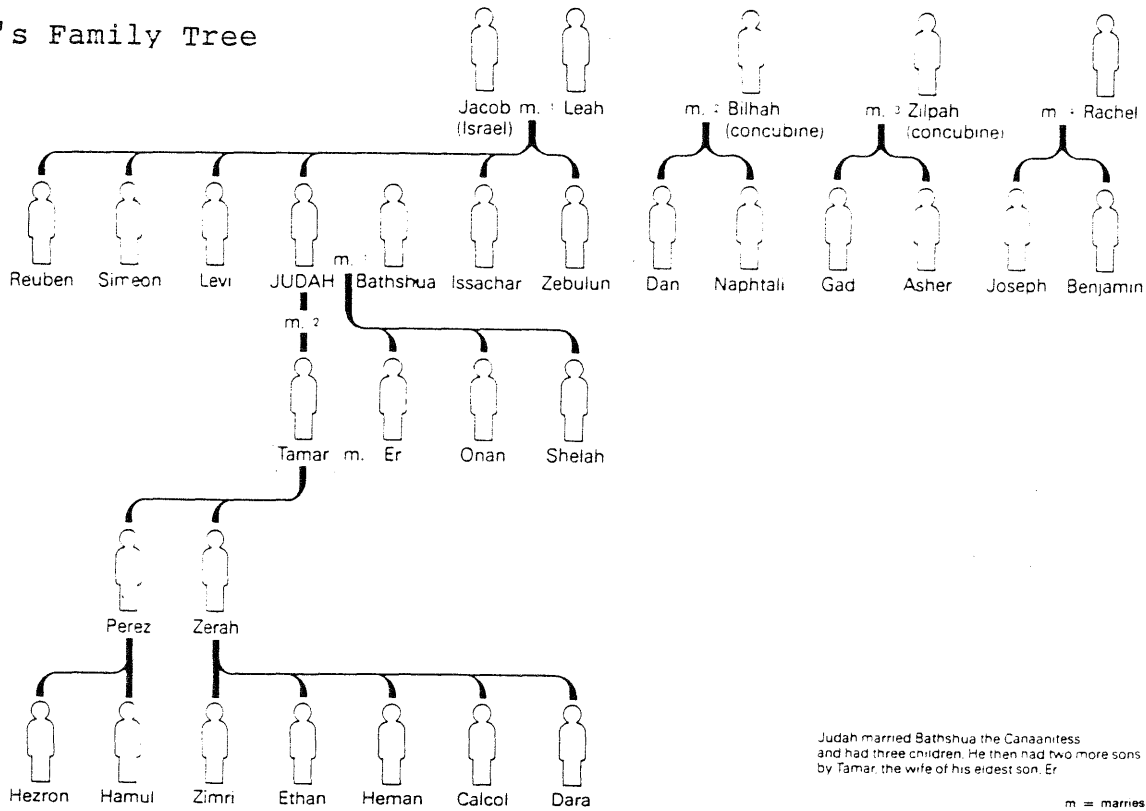 's Family Tree
Jacob m. 1 Leah
(Israel)
m. 2 Bilhah
(concubine)
m. 3 Zilpah
(concubine)
m. 4 Rachel
Reuben Simeon Levi JUDAH m. 1 Bathshua Issachar Zebulun Dan Naphtali Gad Asher Joseph Benjamin
m. 2
Tamar m. Er Onan Shelah
Perez Zerah
Hezron Hamul Zimri Ethan Heman Calcol Dara
Judah married Bathshua the Canaanitess
and had three children. He then had two more sons
by Tamar, the wife of his eldest son, Er
m = marries